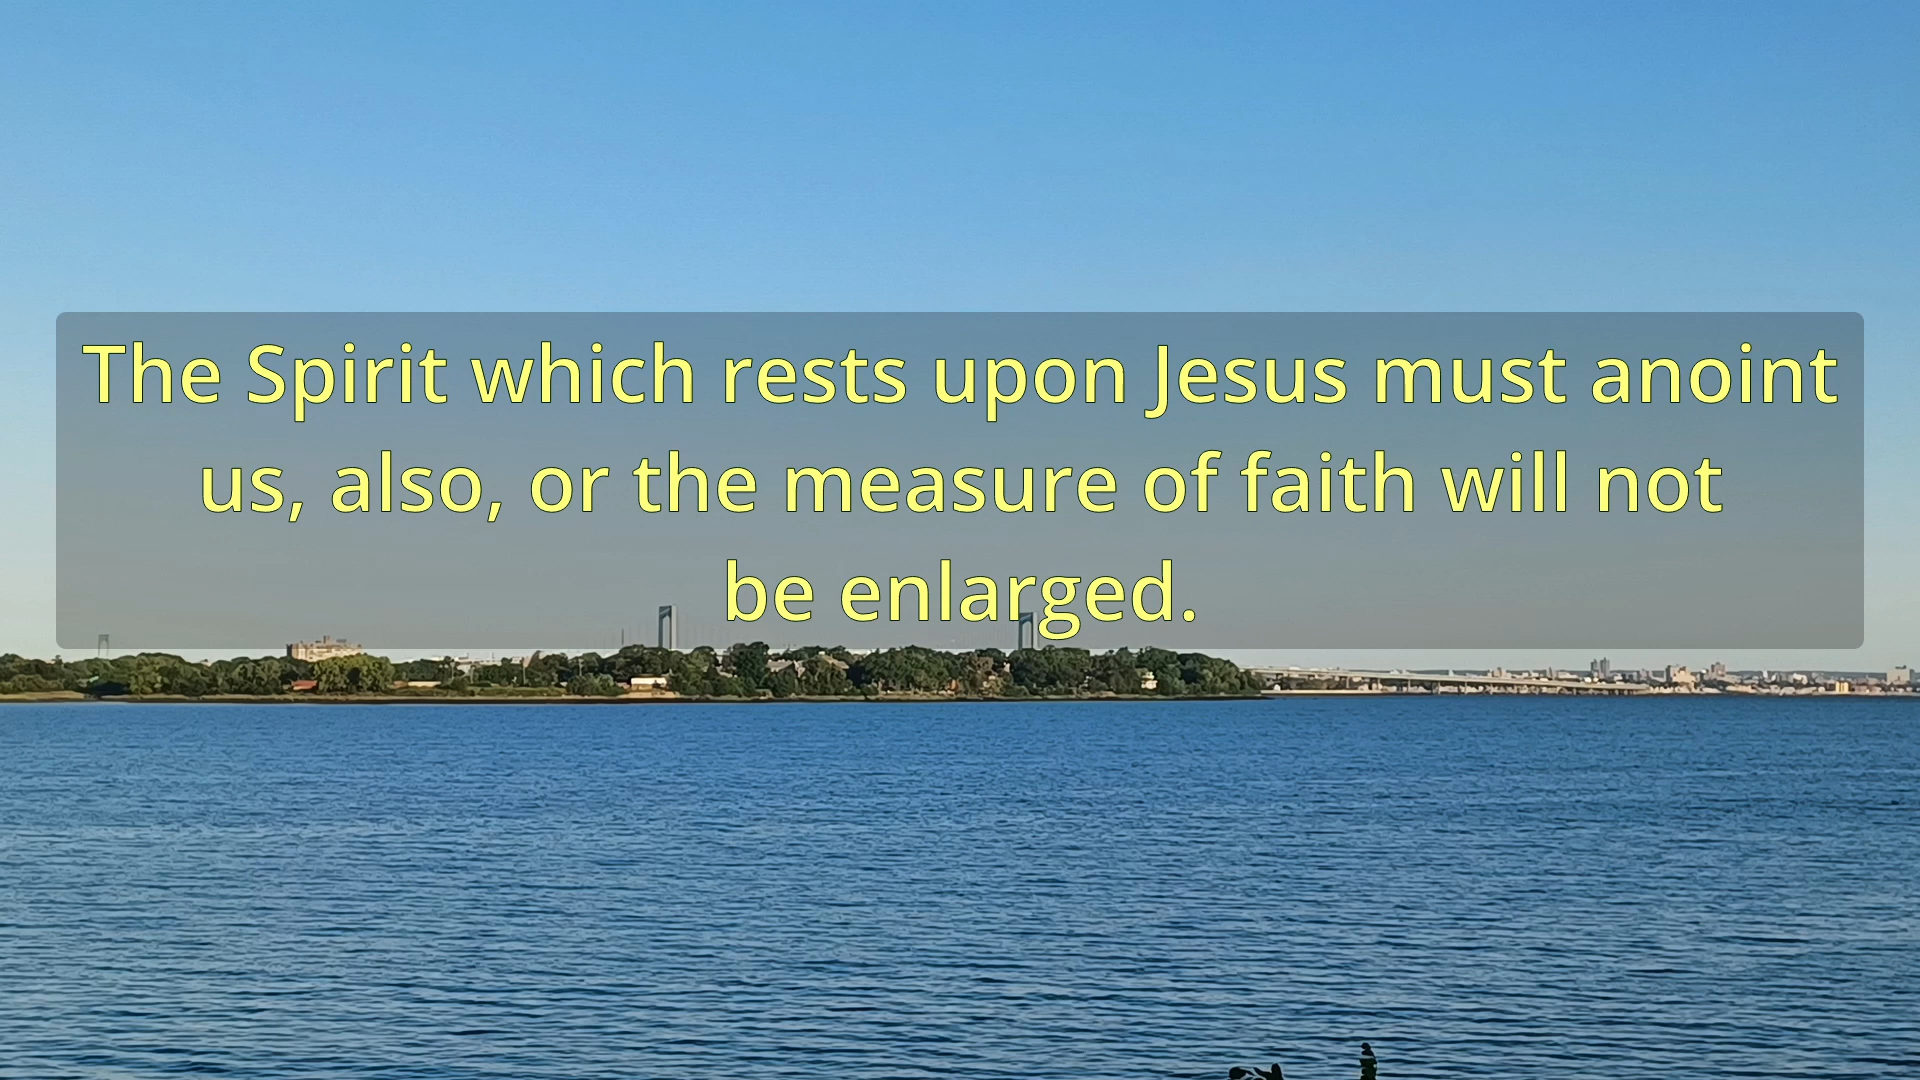 The Spirit which rests upon Jesus must anoint
us, also, or the measure of faith will not
be enlarged.